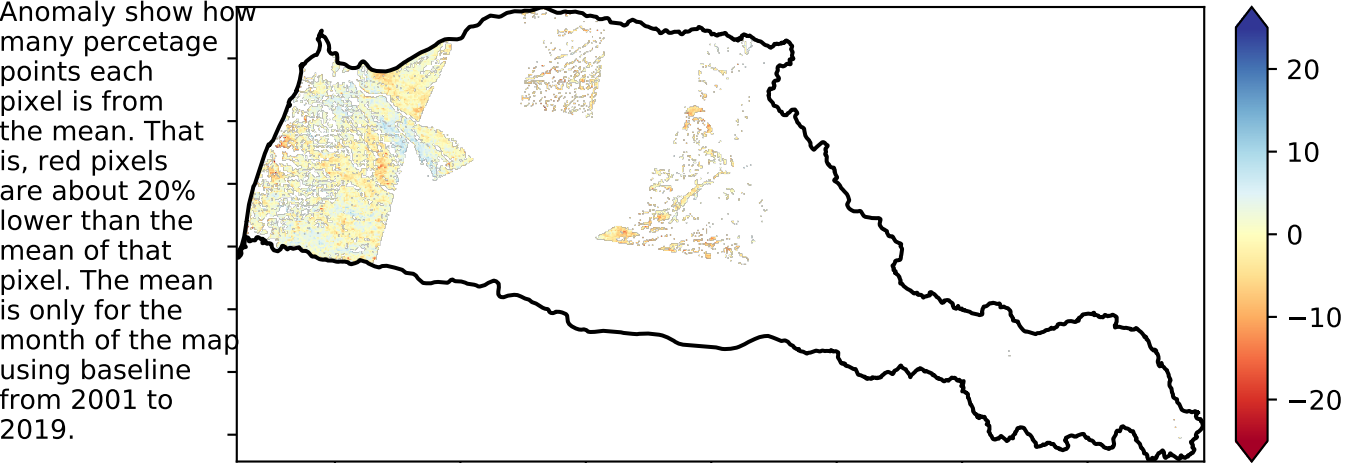 Anomaly show how
many percetage
points each
pixel is from
the mean. That
is, red pixels
are about 20%
lower than the
mean of that
pixel. The mean
is only for the
month of the map
using baseline
from 2001 to
2019.
20
10
0
−10
−20